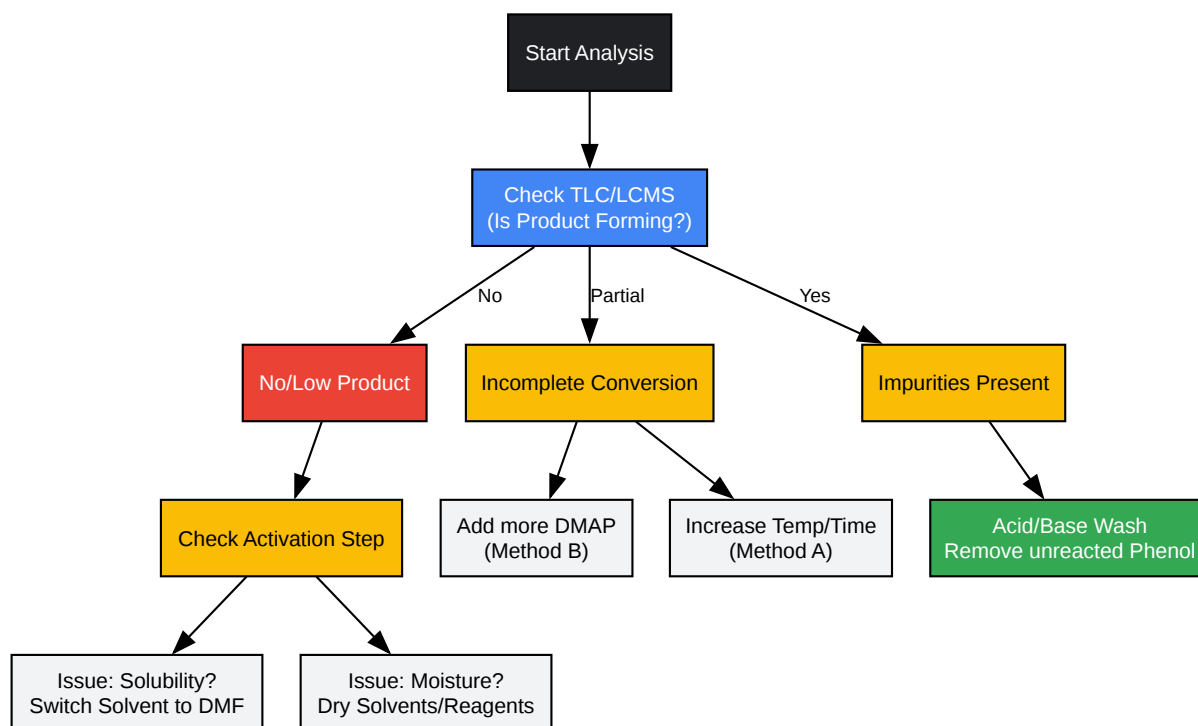 Start Analysis
Check TLC/LCMS
(Is Product Forming?)
No
Partial
Yes
No/Low Product
Incomplete Conversion
Impurities Present
Check Activation Step
Add more DMAP
(Method B)
Increase Temp/Time
(Method A)
Acid/Base Wash
Remove unreacted Phenol
Issue: Solubility?
Switch Solvent to DMF
Issue: Moisture?
Dry Solvents/Reagents